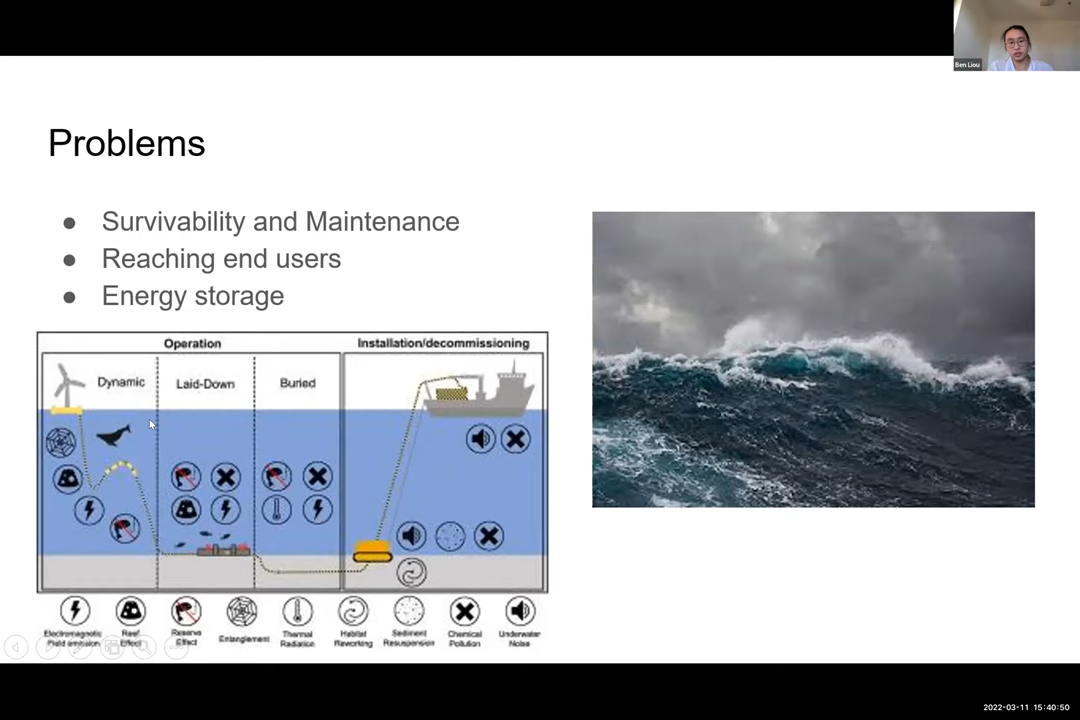 Ben Liou
Problems
● Survivability and Maintenance
● Reaching end users
● Energy storage
Operation
Installation/decommissioning
Dynamic
Laid-Down
Buried
Electromagnetic
Field emission
Reef
Effect
Reserve
Effect
Entanglement
Thermal
Radiation
Habitat
Reworking
Sediment
Resuspension
Chemical
Pollution
Underwater
Noise
2022-03-11 15:40:50